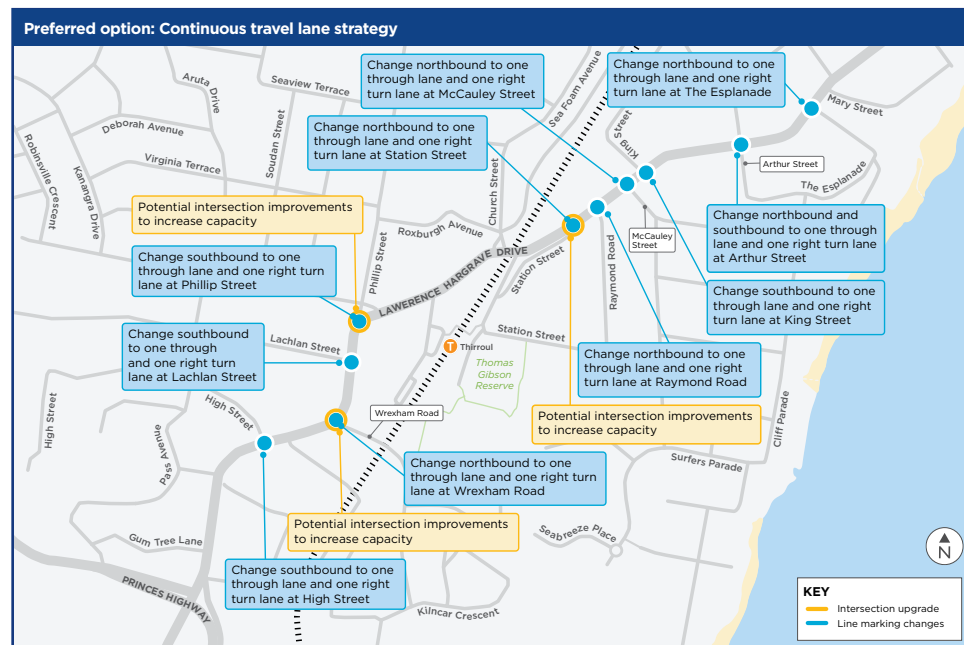 Preferred option: Continuous travel lane strategy
Change northbound to one
through lane and one right
turn lane at McCauley Street
Change northbound to one
through lane and one right
turn lane at The Esplanade
Change northbound to one
through lane and one right
turn lane at Station Street
Potential intersection improvements
to increase capacity
Change southbound to one
through lane and one right turn
lane at Phillip Street
Change southbound
to one through
and one right turn
lane at Lachlan Street
Change northbound and
southbound to one through
lane and one right turn lane
at Arthur Street
Change southbound to one
through lane and one right
turn lane at King Street
Change northbound to one
through lane and one right
turn lane at Raymond Road
Potential intersection improvements
to increase capacity
Change northbound to one
through lane and one right turn
lane at Wrexham Road
Potential intersection improvements
to increase capacity
Change southbound to one
through lane and one right
turn lane at High Street
Aruta Drive
Seaview Terrace
Sea Foam Avenue
Mary Street
Deborah Avenue
Soudan Street
King Street
Robinsville Crescent
Kanangra Drive
Virginia Terrace
Arthur Street
The Esplanade
Church Street
Roxburgh Avenue
McCauley
Street
Phillip Street
LAWERENCE HARGRAVE DRIVE
Station Street
Raymond Road
Lachlan Street
Station Street
T
Thirroul
Thomas
Gibson
Reserve
High Street
High Street
Wrexham Road
Cliff Parade
Pass Avenue
Surfers Parade
Seabreeze Place
Gum Tree Lane
PRINCES HIGHWAY
Kilncar Crescent
N
KEY
Intersection upgrade
Line marking changes